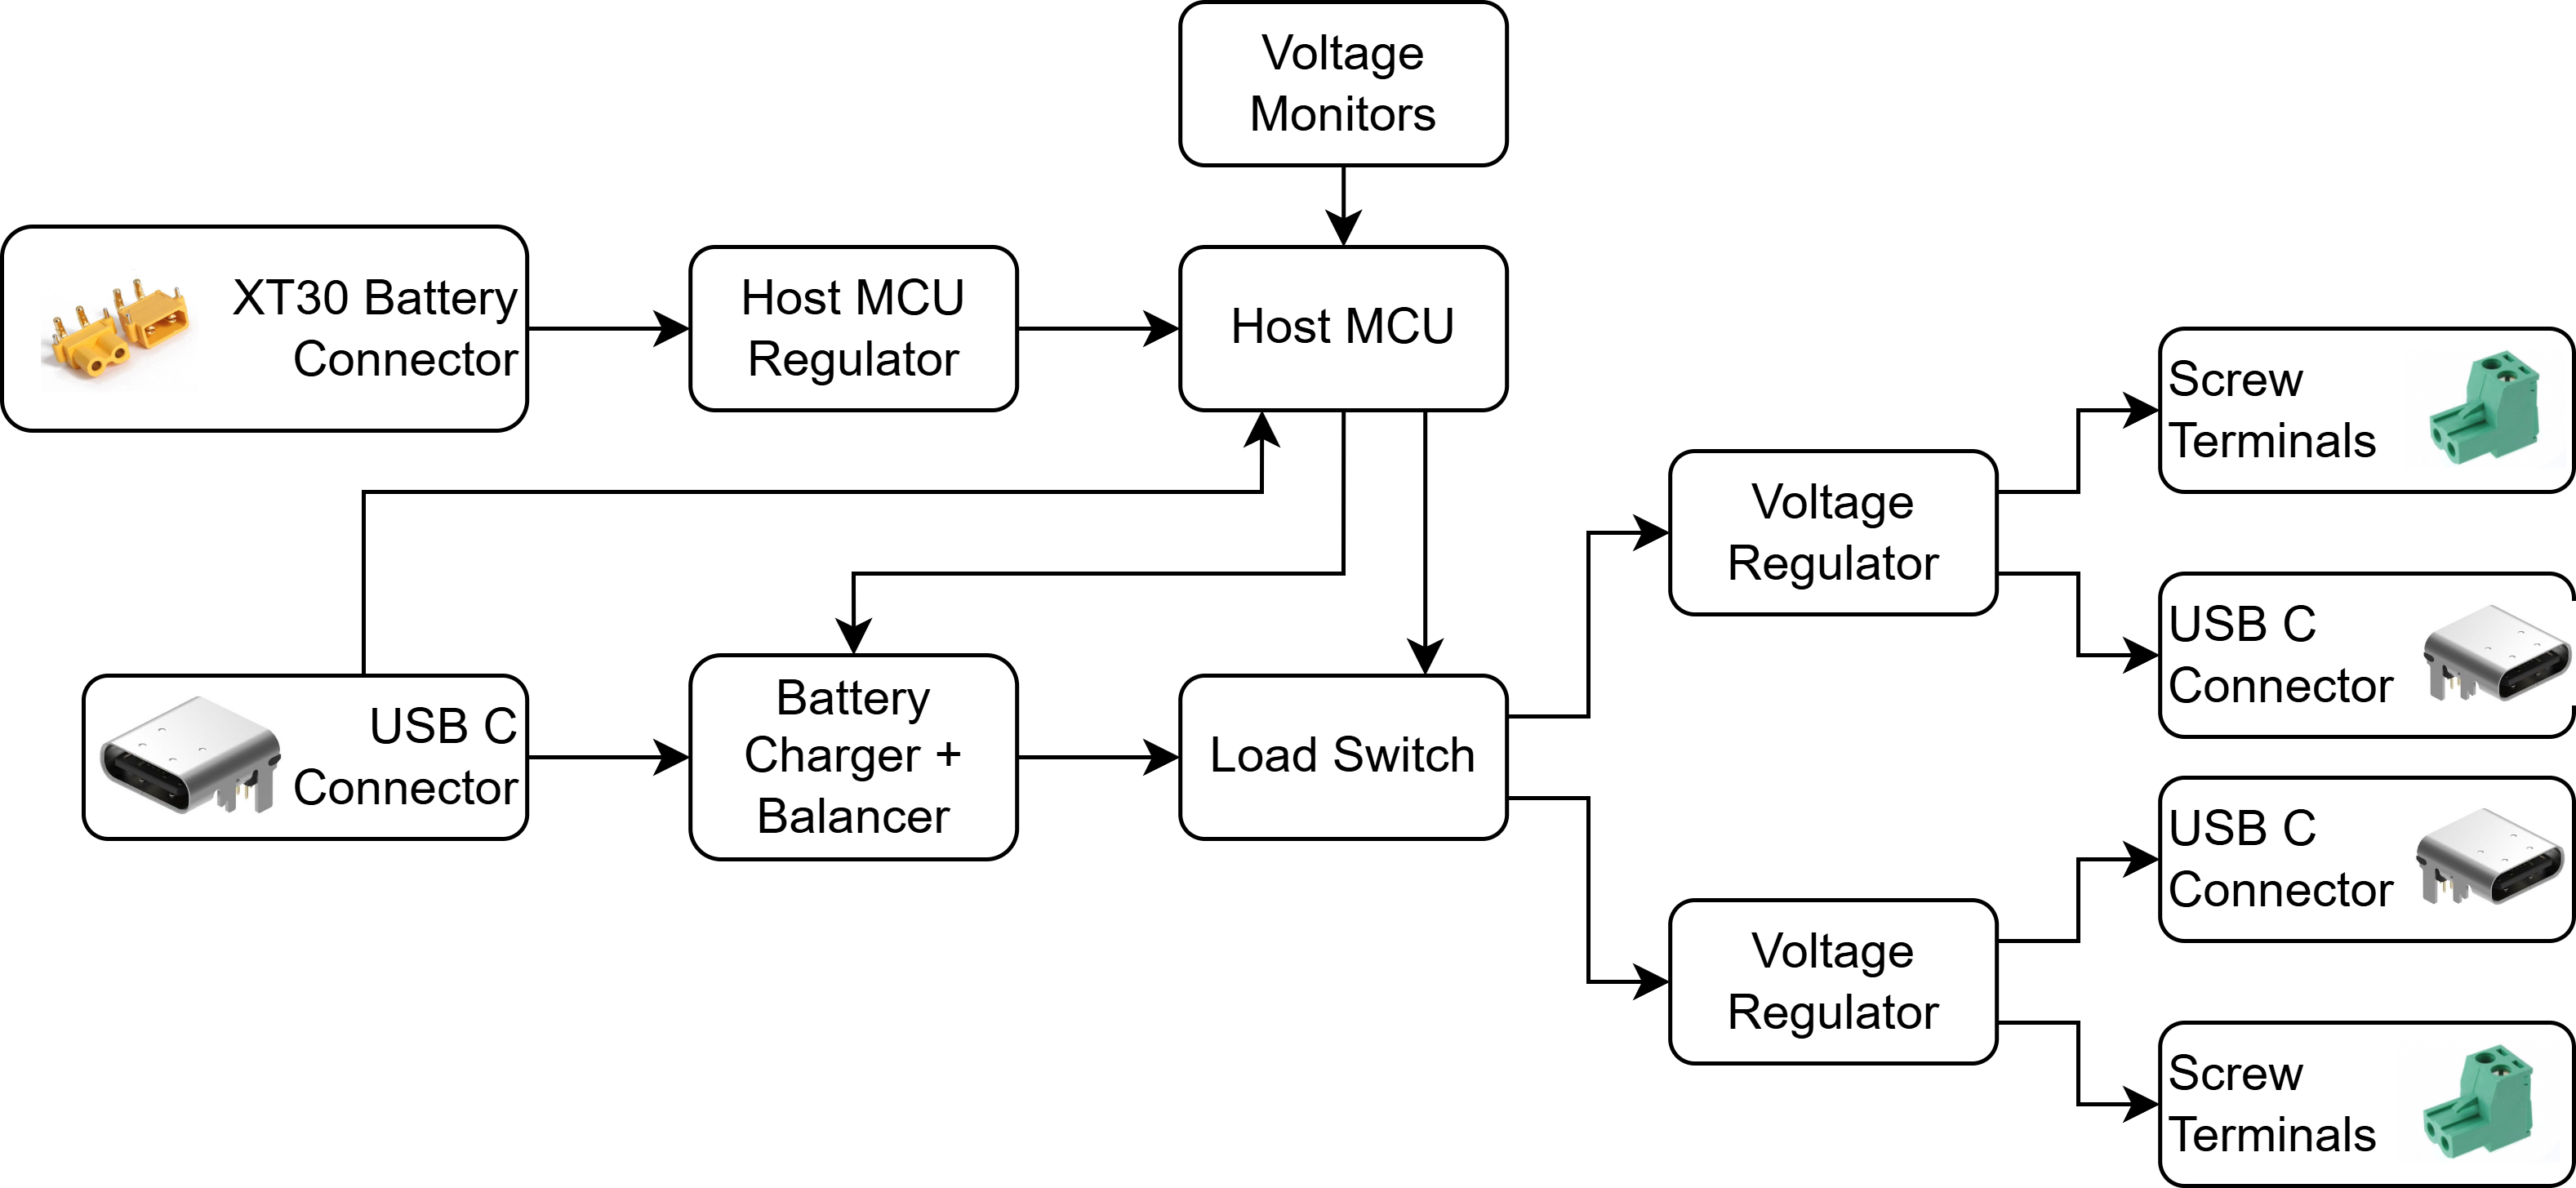 Voltage
Monitors
XT30 Battery
Connector
Host MCU
Regulator
Host MCU
Screw
Terminals
Voltage
Regulator
USB C
Connector
USB C
Connector
Battery
Charger +
Balancer
Load Switch
USB C
Connector
Voltage
Regulator
Screw
Terminals